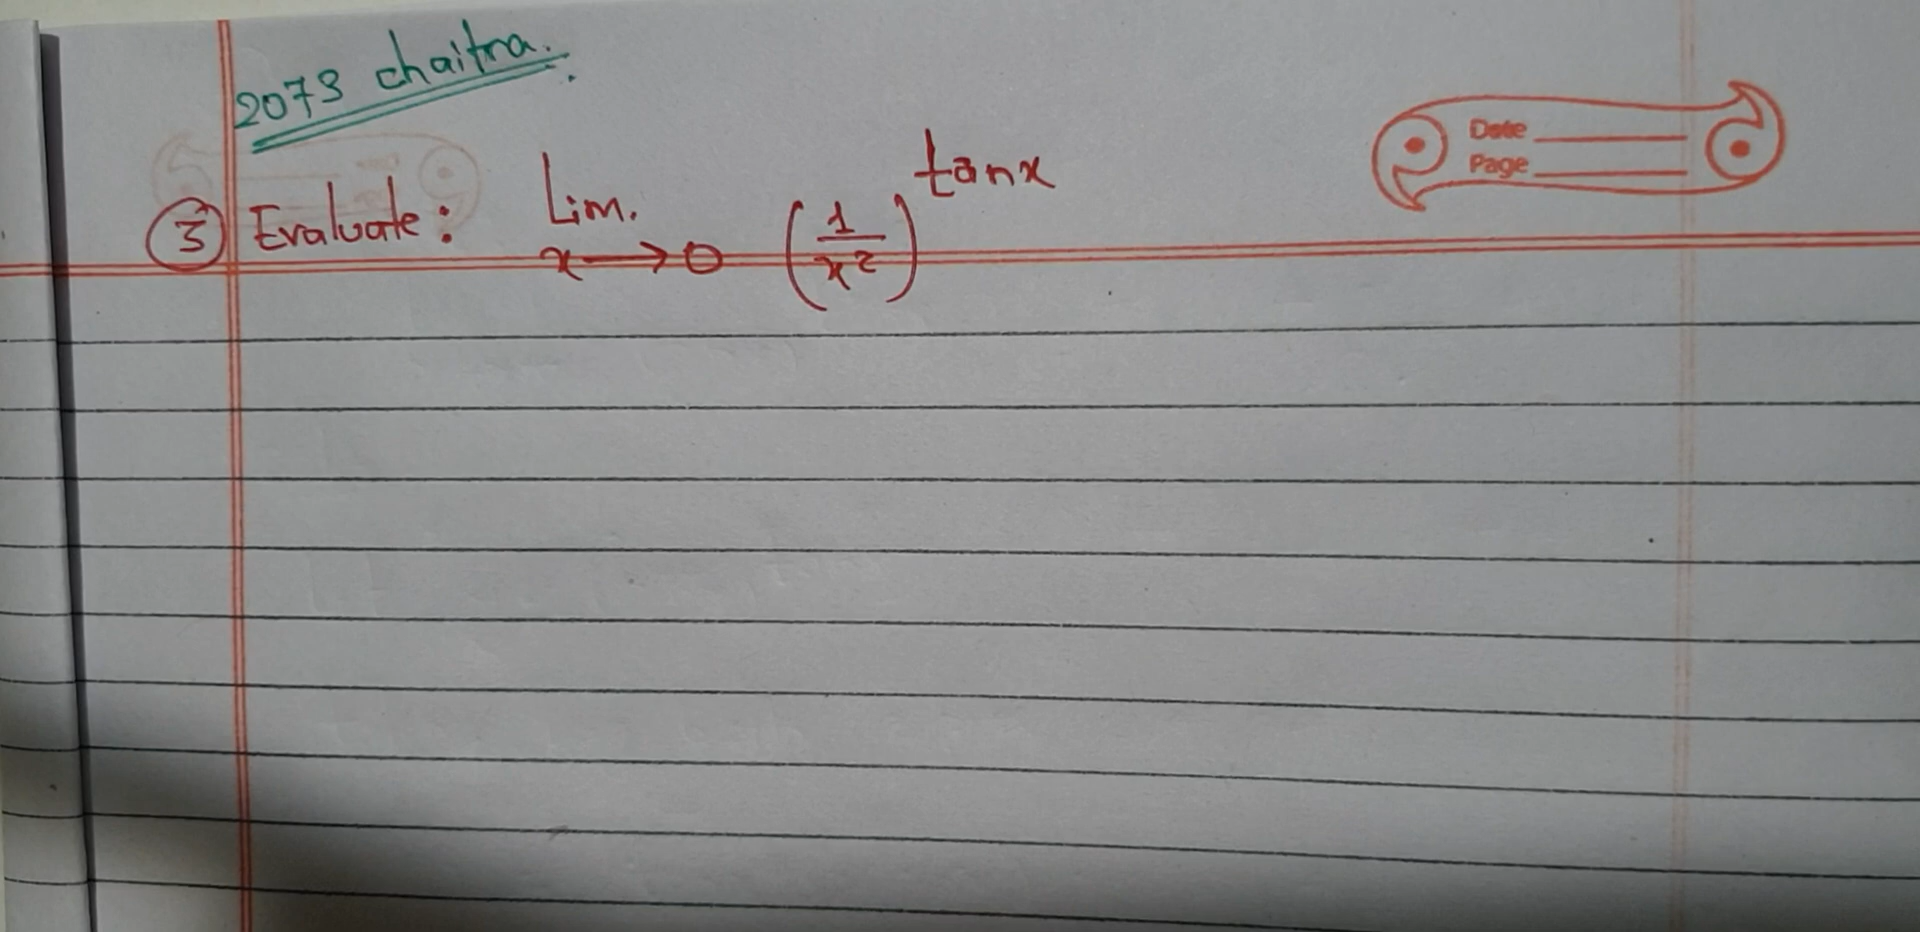 2073 chaitra.
Date
Page
③ Evaluate: Lim. x→0 (1/x²)^tanx